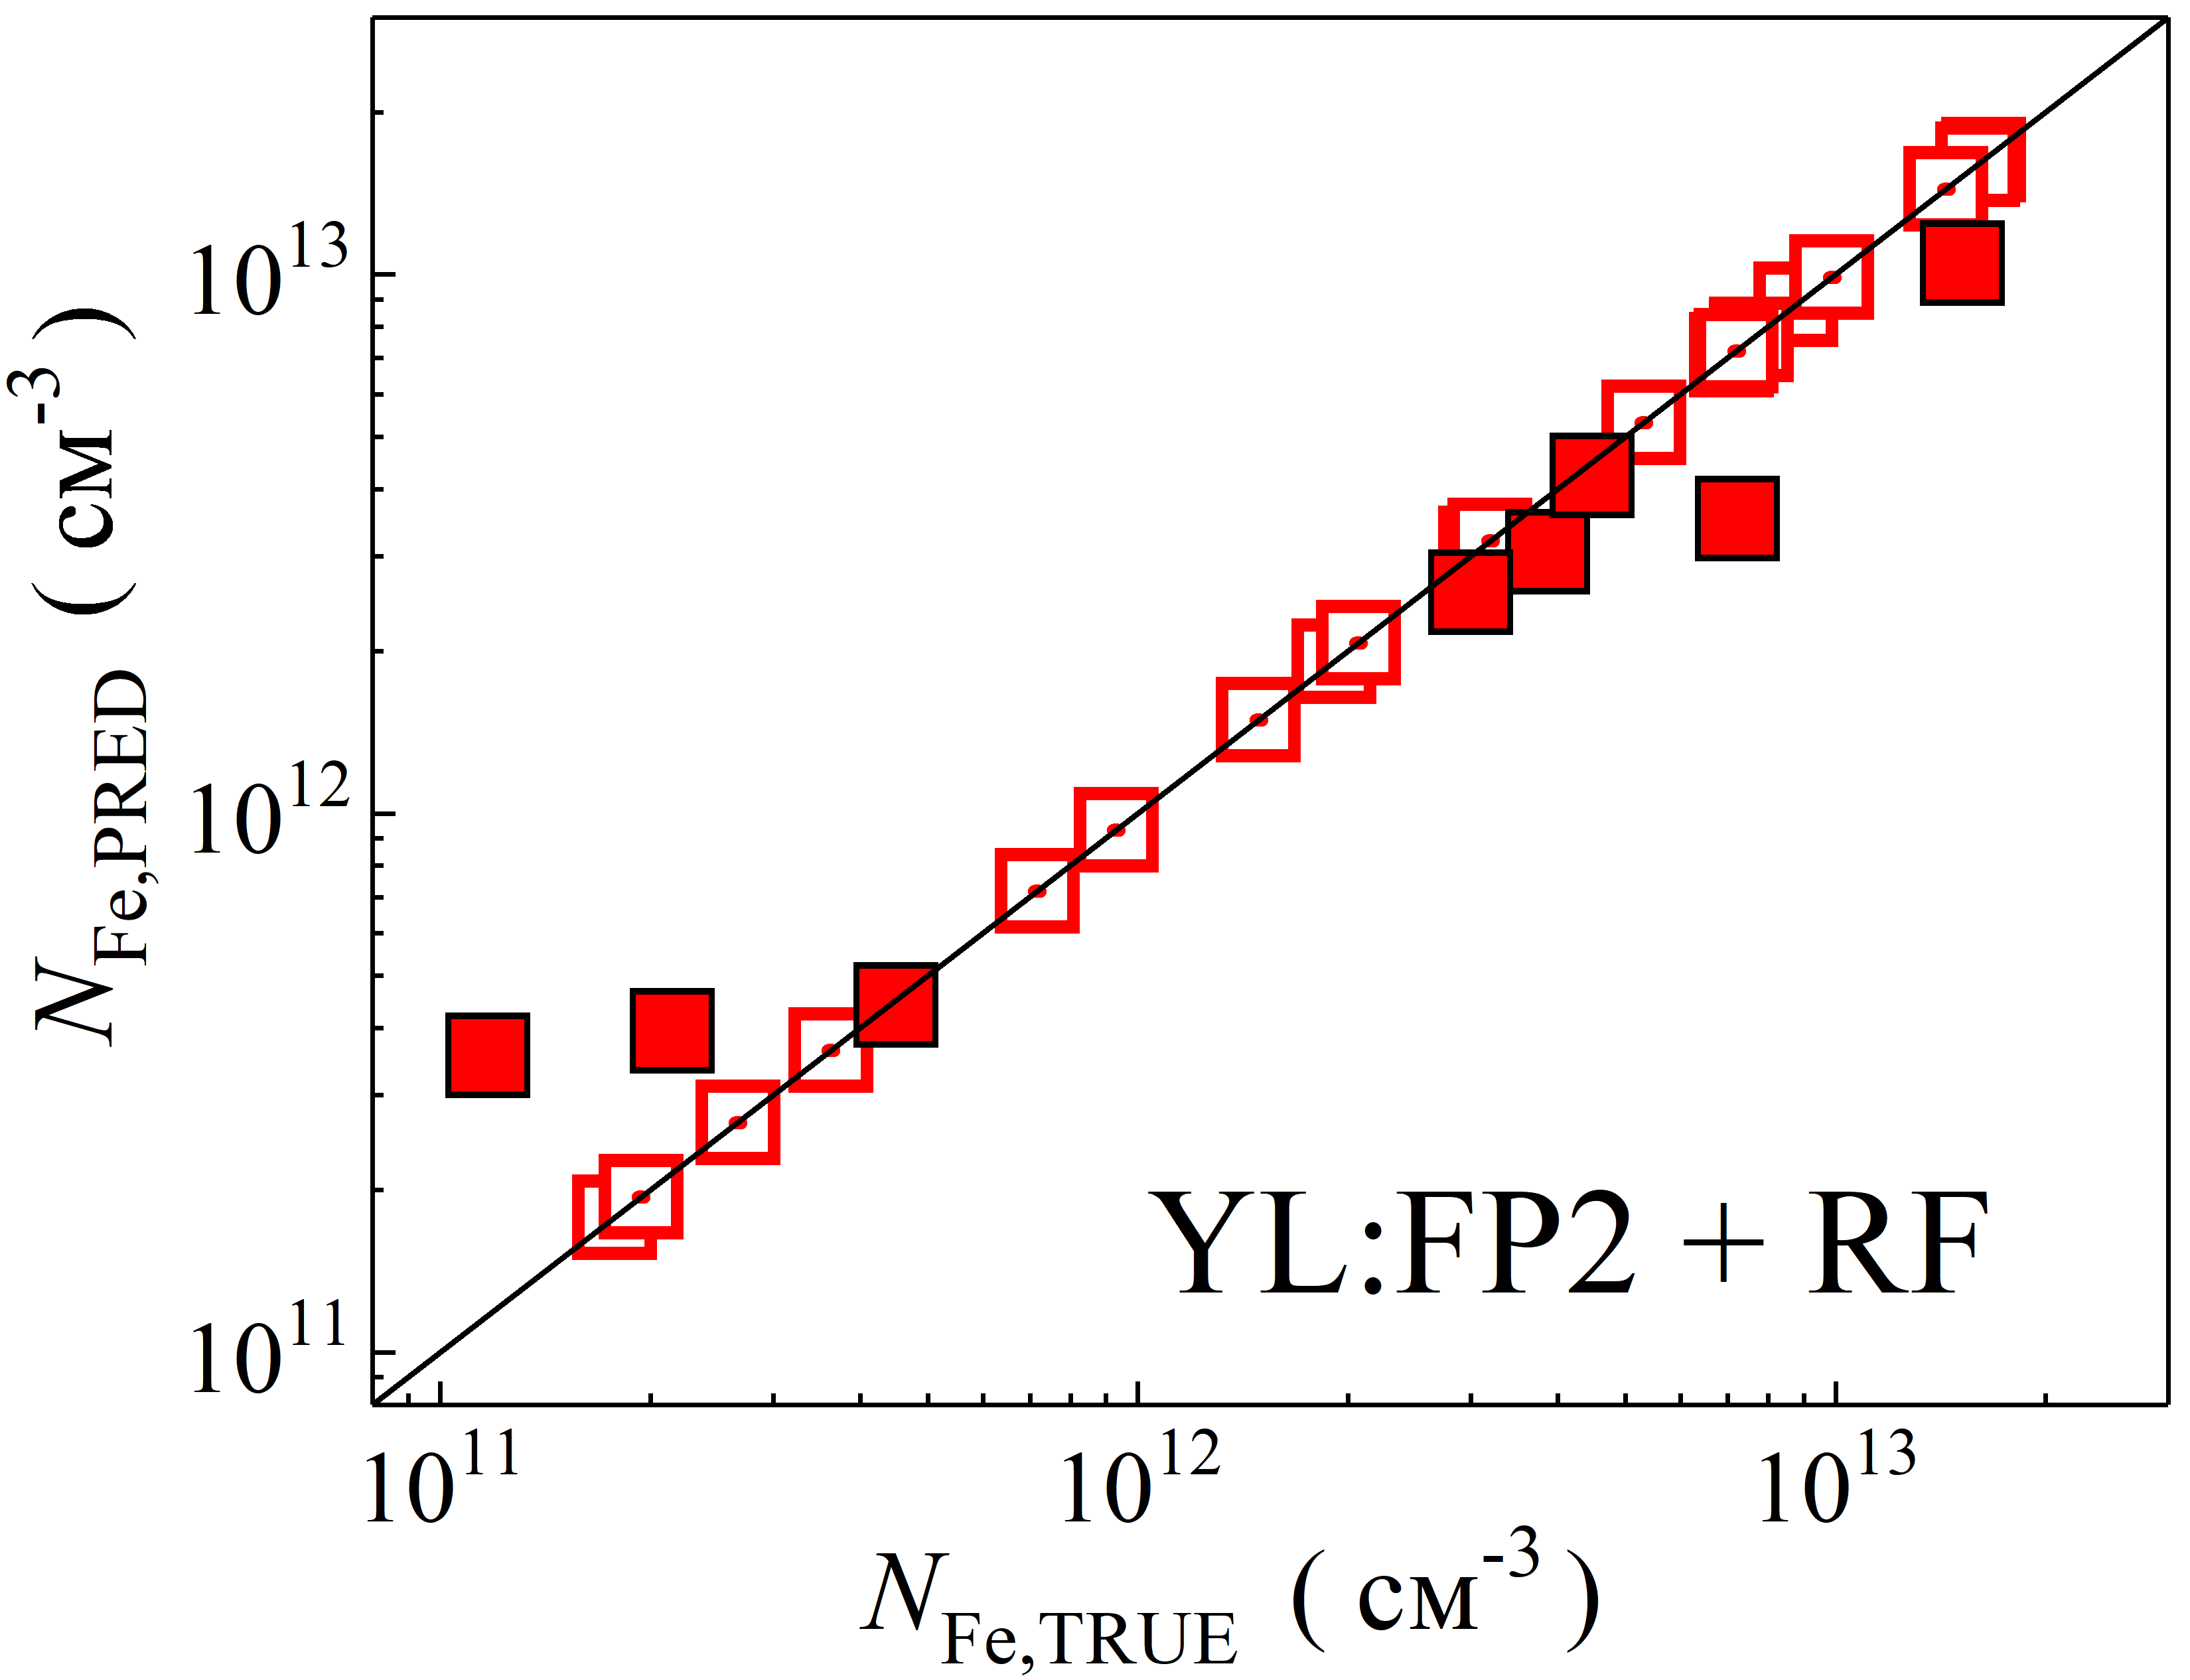 N_Fe,PRED ( см^-3 )
10^13
10^12
10^11
YL:FP2 + RF
10^11 10^12 10^13
N_Fe,TRUE ( см^-3 )